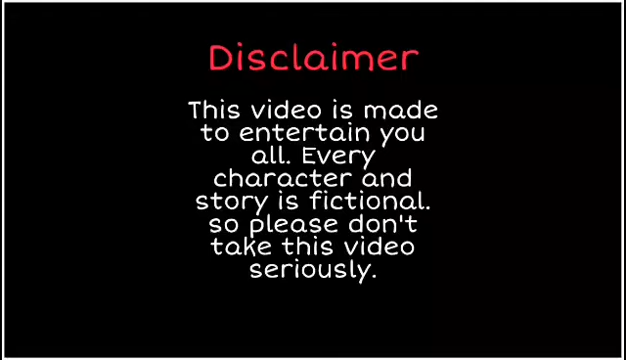 Disclaimer
This video is made
to entertain you
all. Every
character and
story is fictional.
so please don't
take this video
seriously.